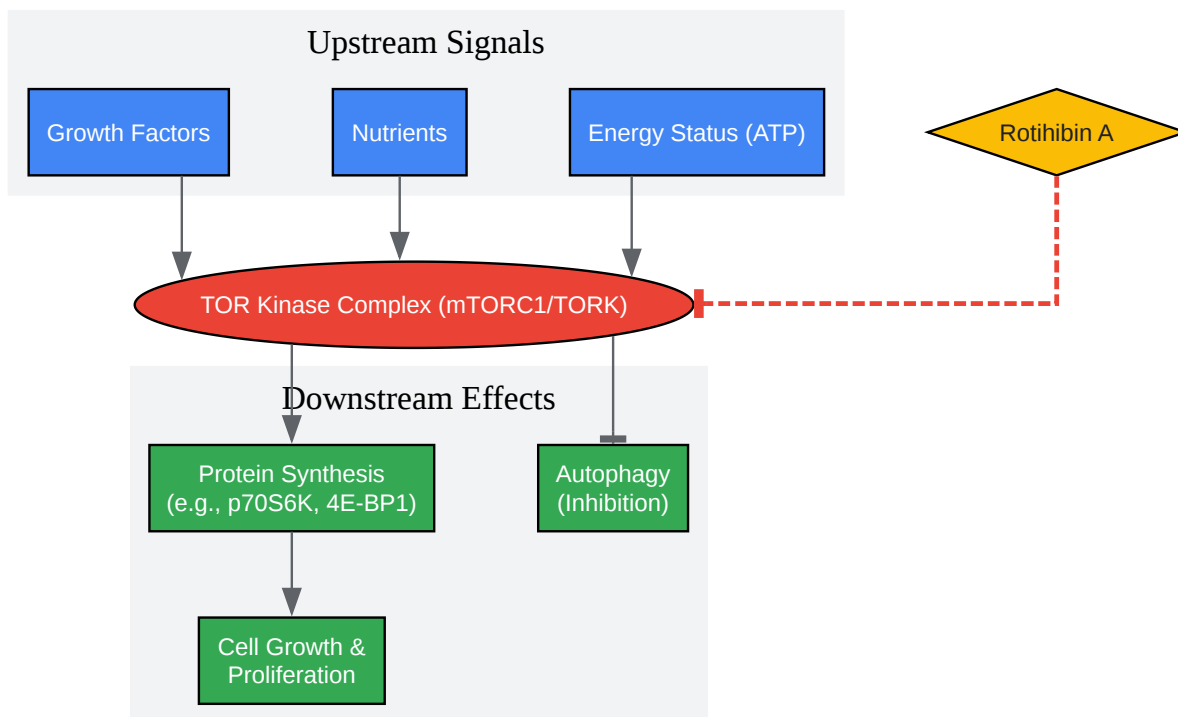 Upstream Signals
Growth Factors
Nutrients
Energy Status (ATP)
Rotihibin A
TOR Kinase Complex (mTORC1/TORK)
Downstream Effects
Protein Synthesis
(e.g., p70S6K, 4E-BP1)
Autophagy
(Inhibition)
Cell Growth &
Proliferation